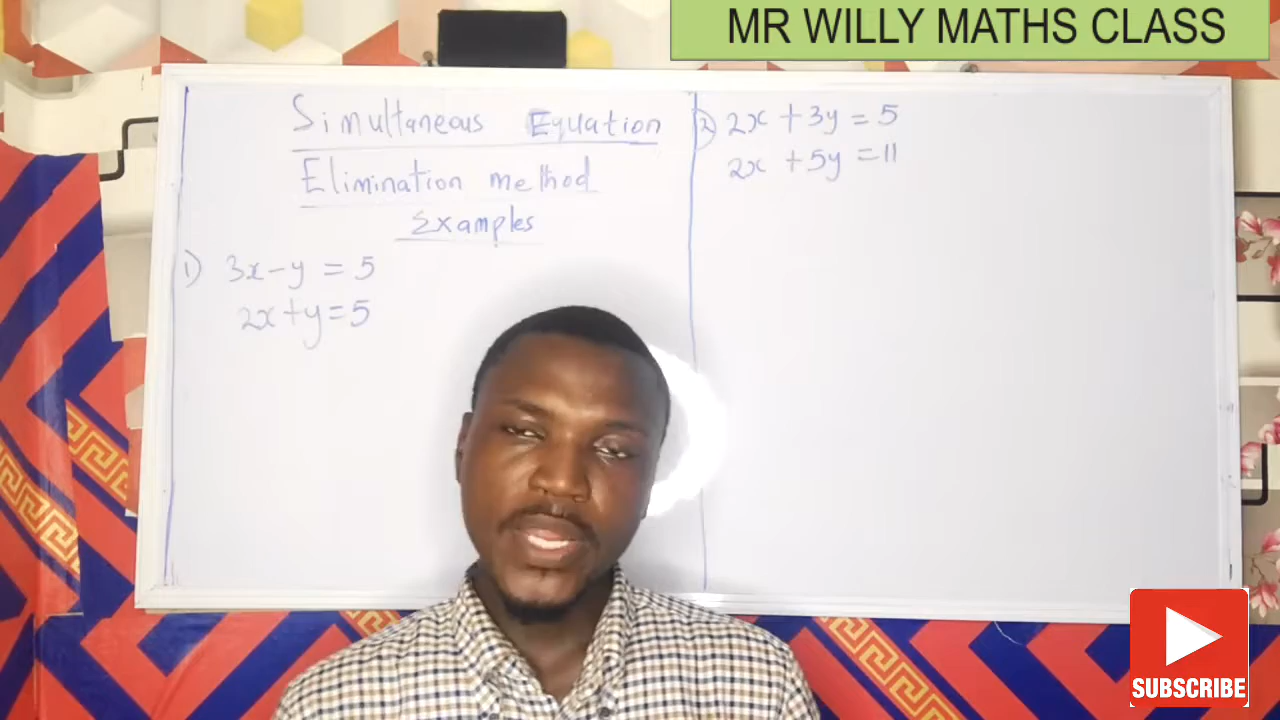 MR WILLY MATHS CLASS
Simultaneous Equation
Elimination method
Examples
1) 3x - y = 5
2x + y = 5
2) 2x + 3y = 5
2x + 5y = 11
SUBSCRIBE